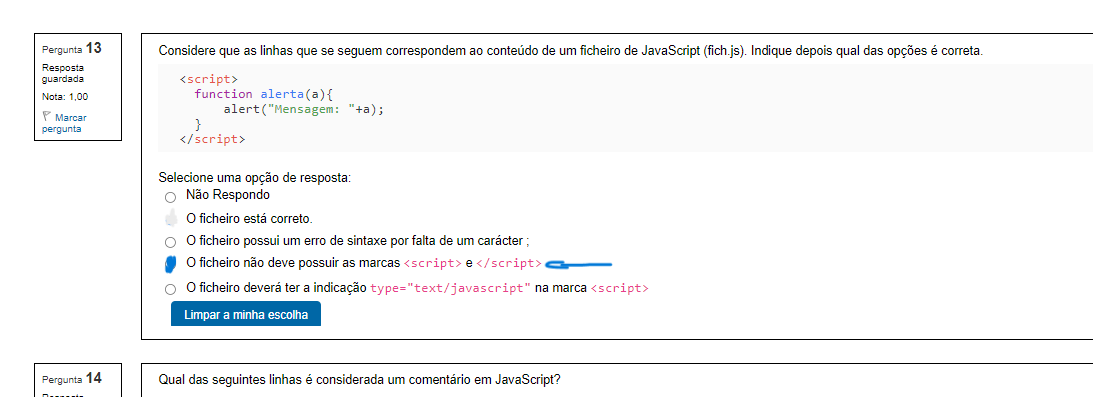 Pergunta 13
Resposta
guardada
Nota: 1,00
Marcar
pergunta
Considere que as linhas que se seguem correspondem ao conteúdo de um ficheiro de JavaScript (fich.js). Indique depois qual das opções é correta.
<script>
function alerta(a){
alert("Mensagem: "+a);
}
</script>
Selecione uma opção de resposta:
Não Respondo
O ficheiro está correto.
O ficheiro possui um erro de sintaxe por falta de um carácter ;
O ficheiro não deve possuir as marcas <script> e </script>
O ficheiro deverá ter a indicação type="text/javascript" na marca <script>
Limpar a minha escolha
Pergunta 14
Qual das seguintes linhas é considerada um comentário em JavaScript?